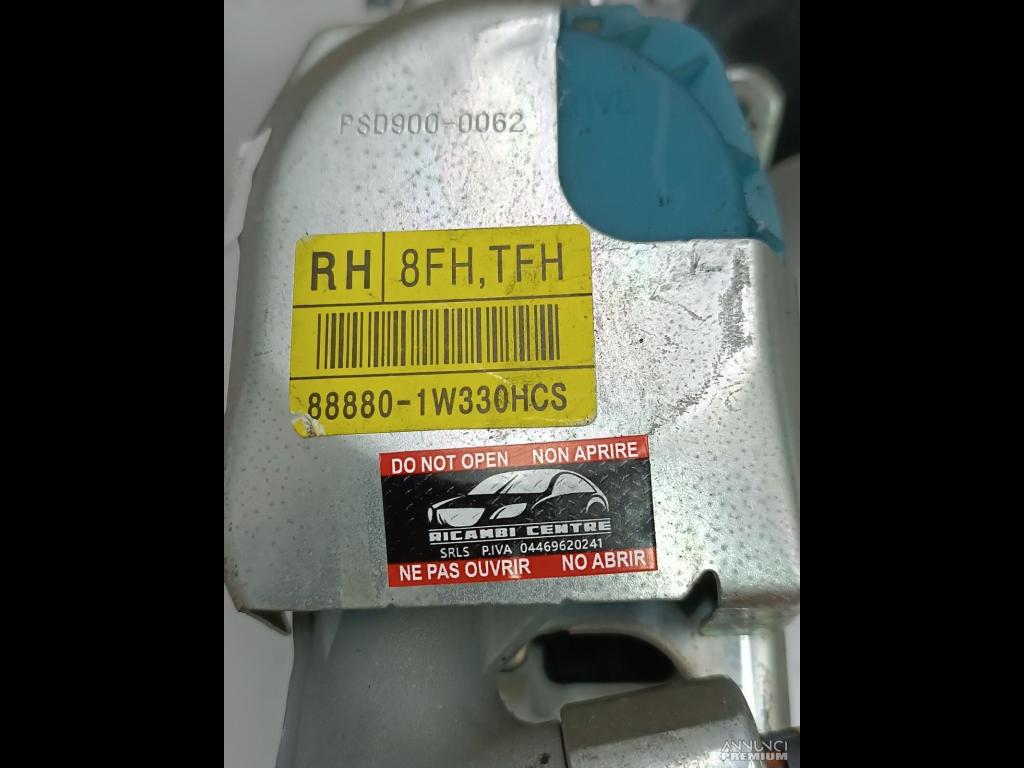 PSD900-0062
RH 8FH,TFH
88880-1W330HCS
DO NOT OPEN NON APRIRE
RICAMBI CENTRE
SRLS P.IVA 04469620241
NE PAS OUVRIR NO ABRIR
ANNUNCI
PREMIUM